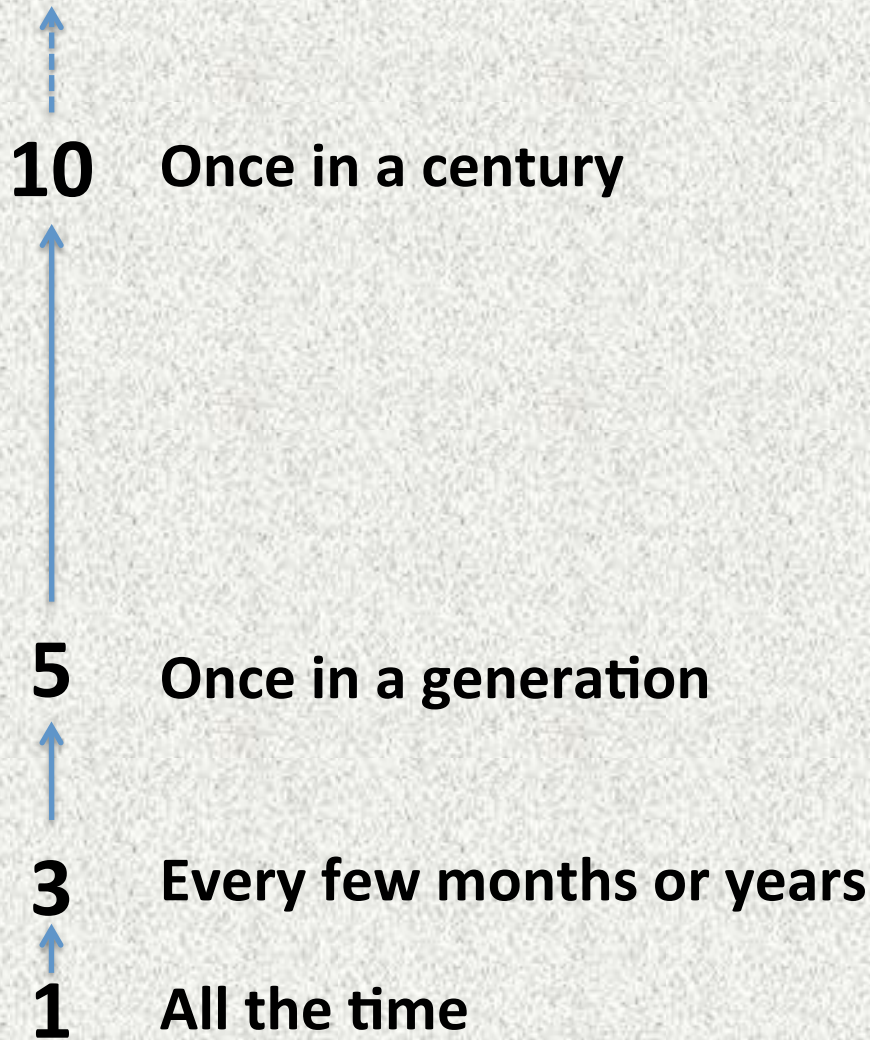 10 Once in a century
5 Once in a generation
3 Every few months or years
1 All the time